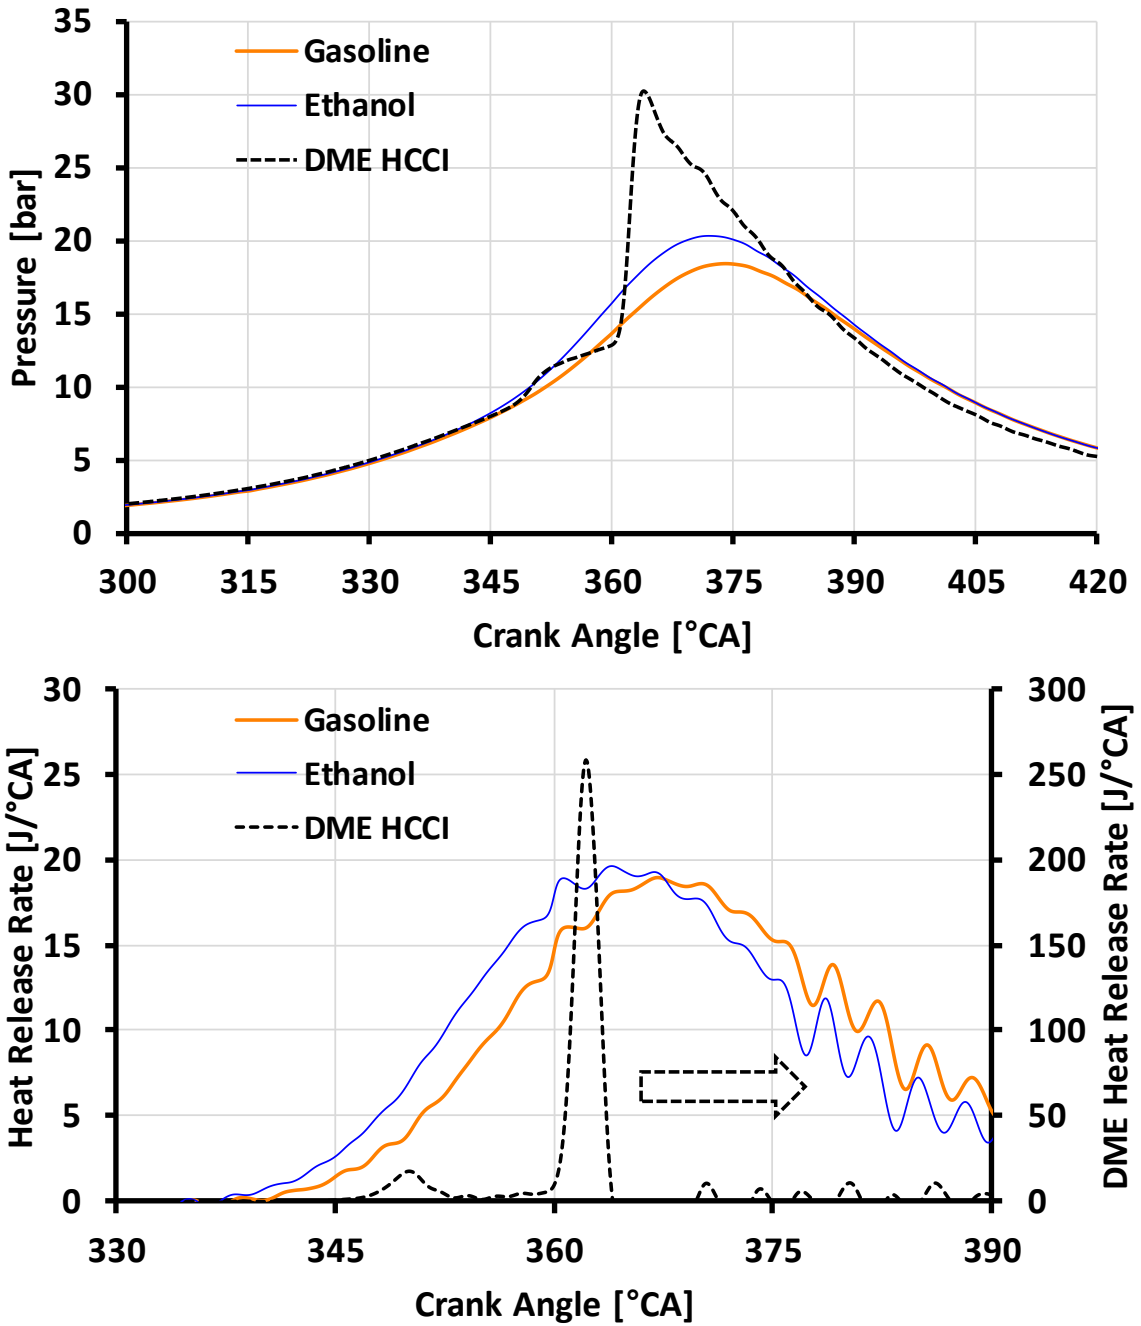 35
30
25
20
15
10
5
0
Pressure [bar]
Gasoline
Ethanol
DME HCCI
300 315 330 345 360 375 390 405 420
Crank Angle [°CA]
30
25
20
15
10
5
0
Heat Release Rate [J/°CA]
Gasoline
Ethanol
DME HCCI
300
250
200
150
100
50
0
DME Heat Release Rate [J/°CA]
330 345 360 375 390
Crank Angle [°CA]